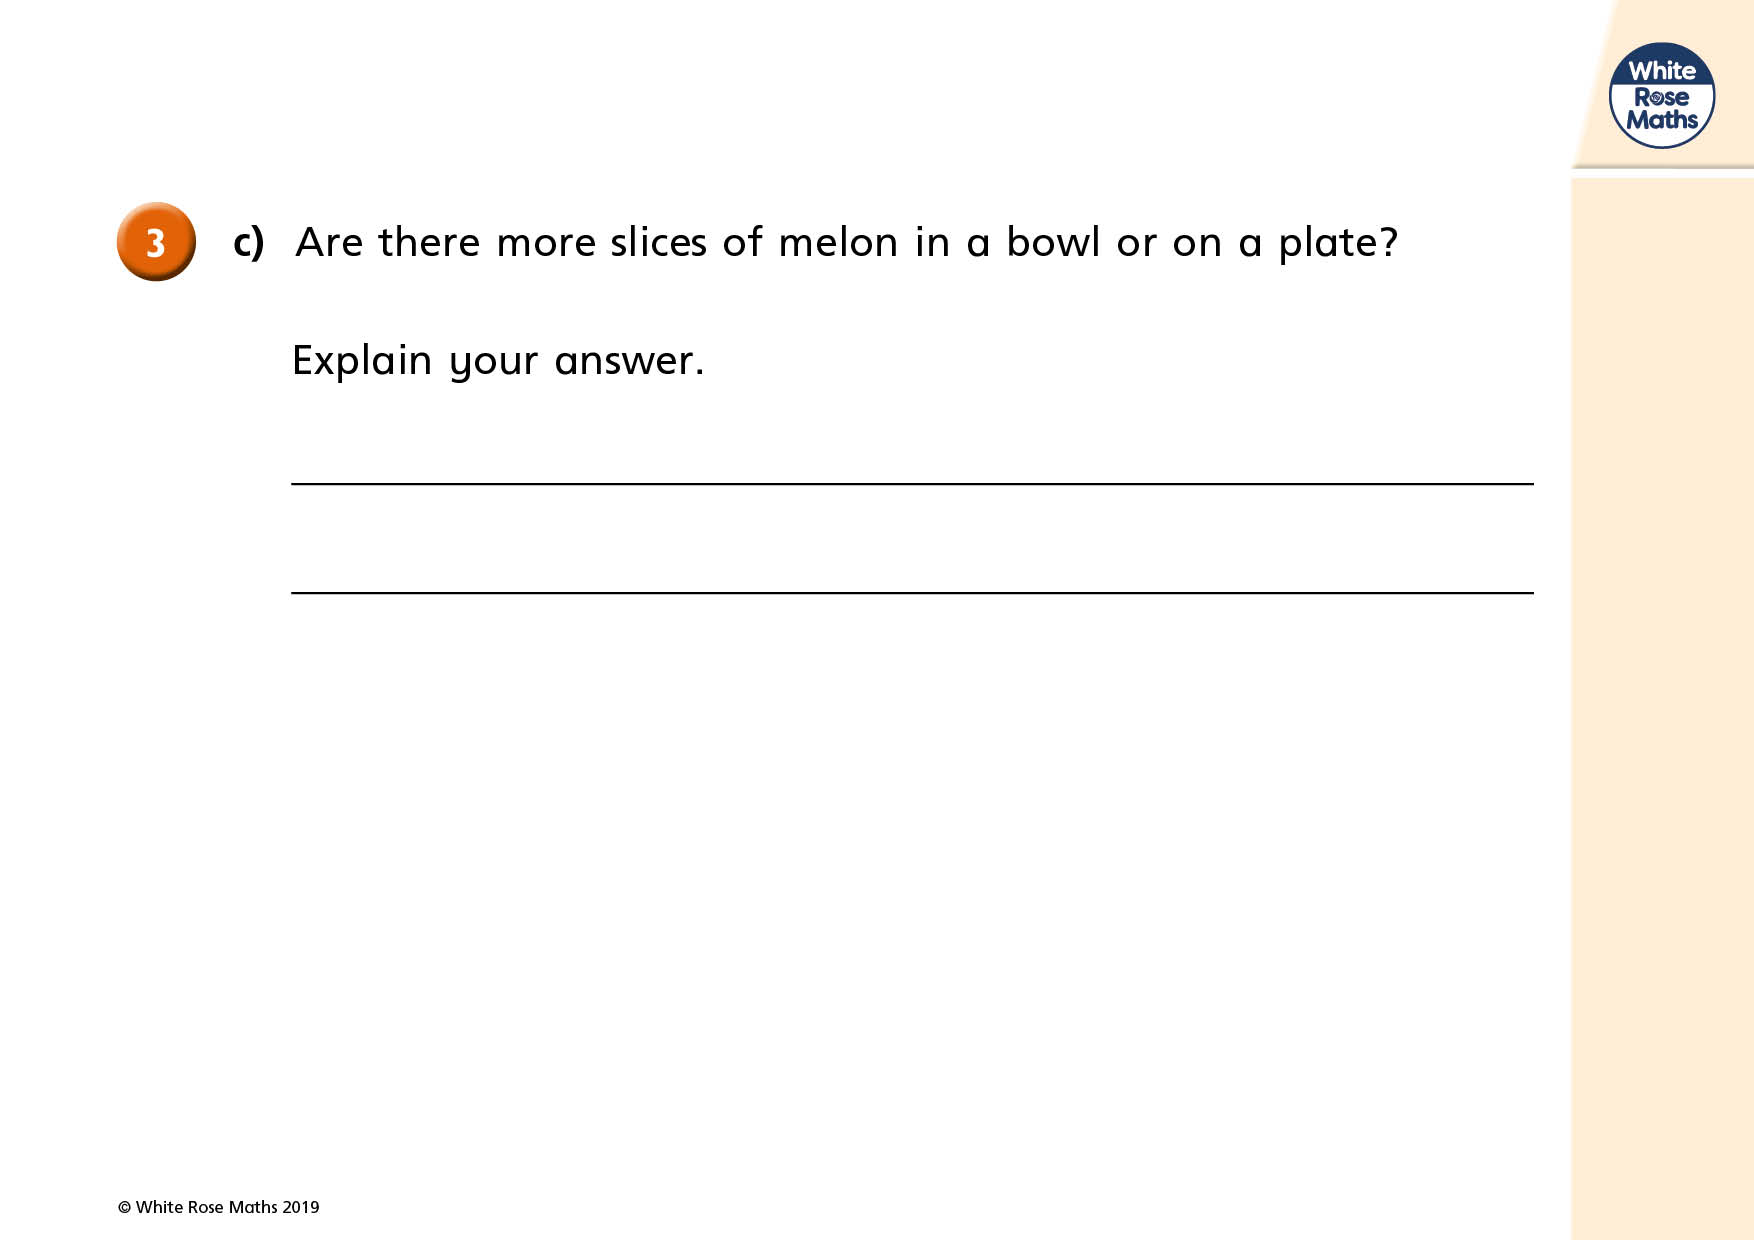 White
Rose
Maths
3 c) Are there more slices of melon in a bowl or on a plate?
Explain your answer.
© White Rose Maths 2019